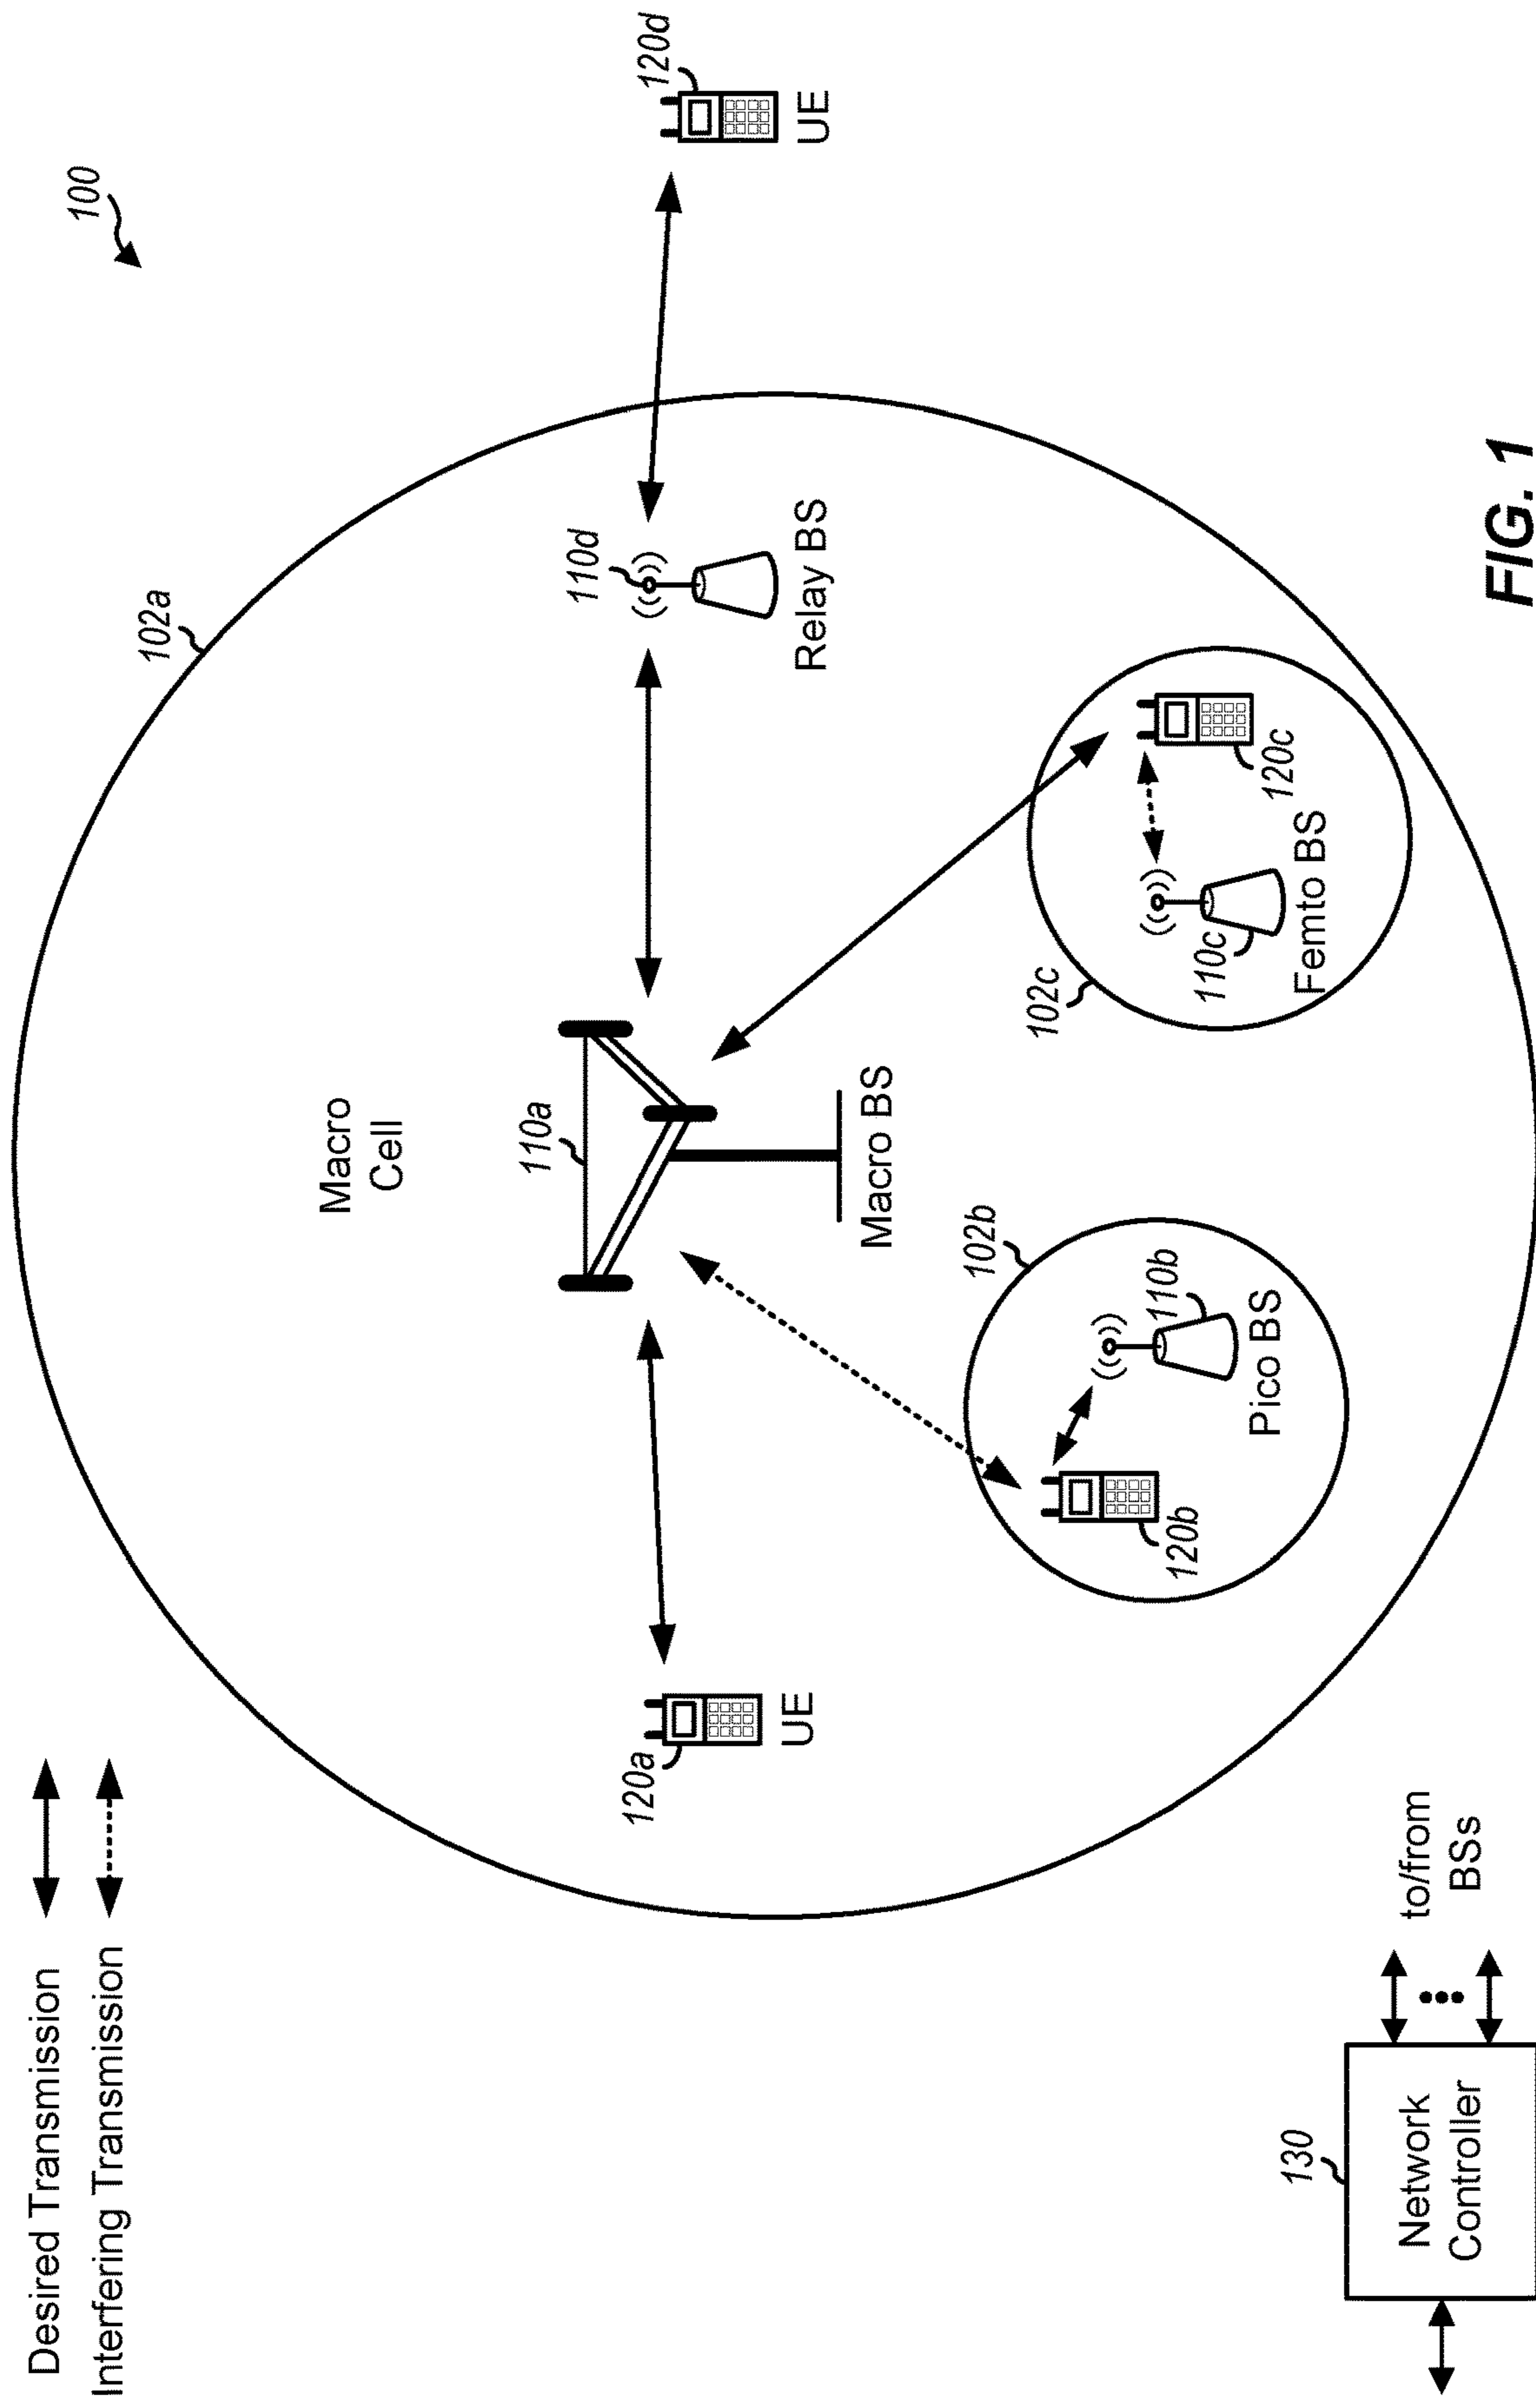 Desired Transmission
Interfering Transmission
100
102a
Macro
Cell
110a
Macro BS
110d
Relay BS
120d
UE
120a
UE
102b
110b
Pico BS
120b
102c
110c
Femto BS
120c
130
Network
Controller
to/from
BSs
FIG. 1